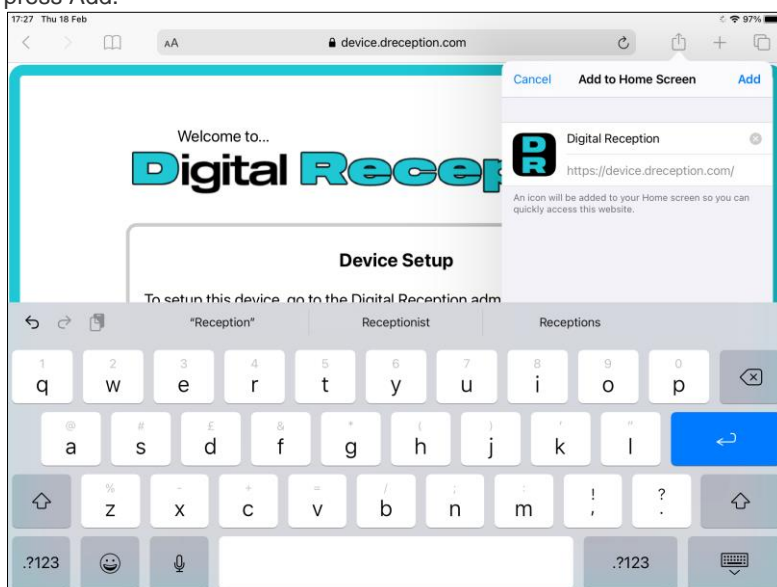 press Add.
17:27 Thu 18 Feb
97%
AA
device.dreception.com
Cancel Add to Home Screen Add
Welcome to...
Digital Recep
DR
Digital Reception
https://device.dreception.com/
An icon will be added to your Home screen so you can
quickly access this website.
Device Setup
To setup this device, go to the Digital Reception adm
"Reception" Receptionist Receptions
1 2 3 4 5 6 7 8 9 0
q w e r t y u i o p
@ # £ & * ( ) ' "
a s d f g h j k l
% - + = / ; : ! ?
z x c v b n m , .
.?123 .?123